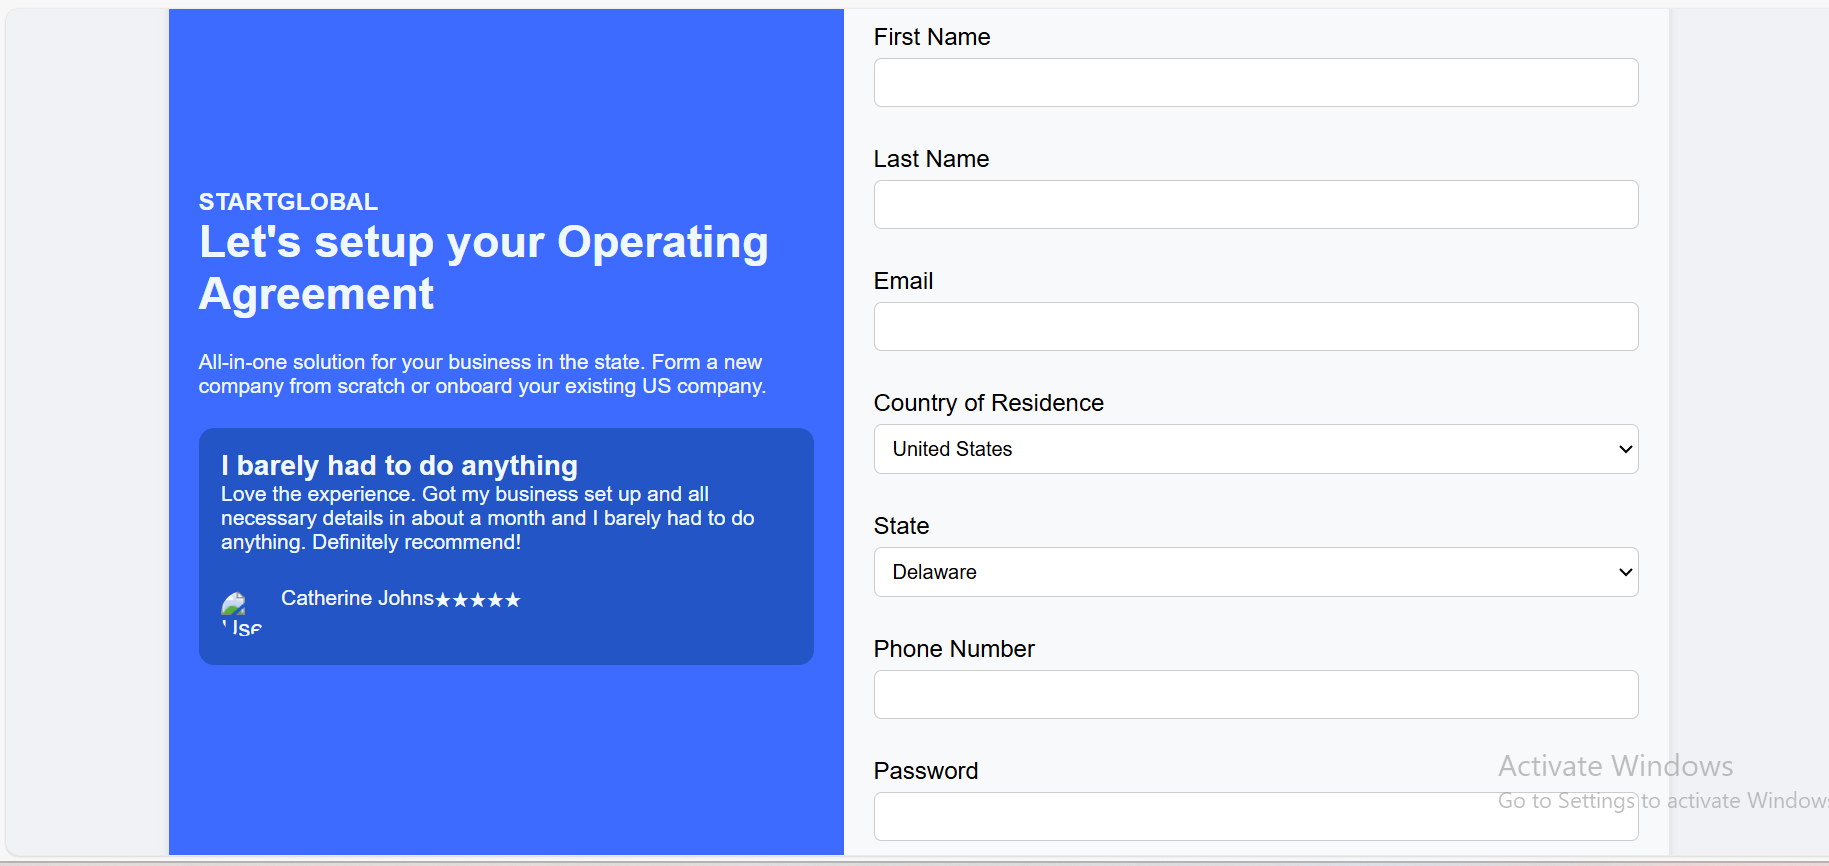 STARTGLOBAL
Let's setup your Operating
Agreement
All-in-one solution for your business in the state. Form a new
company from scratch or onboard your existing US company.
I barely had to do anything
Love the experience. Got my business set up and all
necessary details in about a month and I barely had to do
anything. Definitely recommend!
Use
Catherine Johns★★★★★
First Name
Last Name
Email
Country of Residence
United States
State
Delaware
Phone Number
Password
Activate Windows
Go to Settings to activate Windows